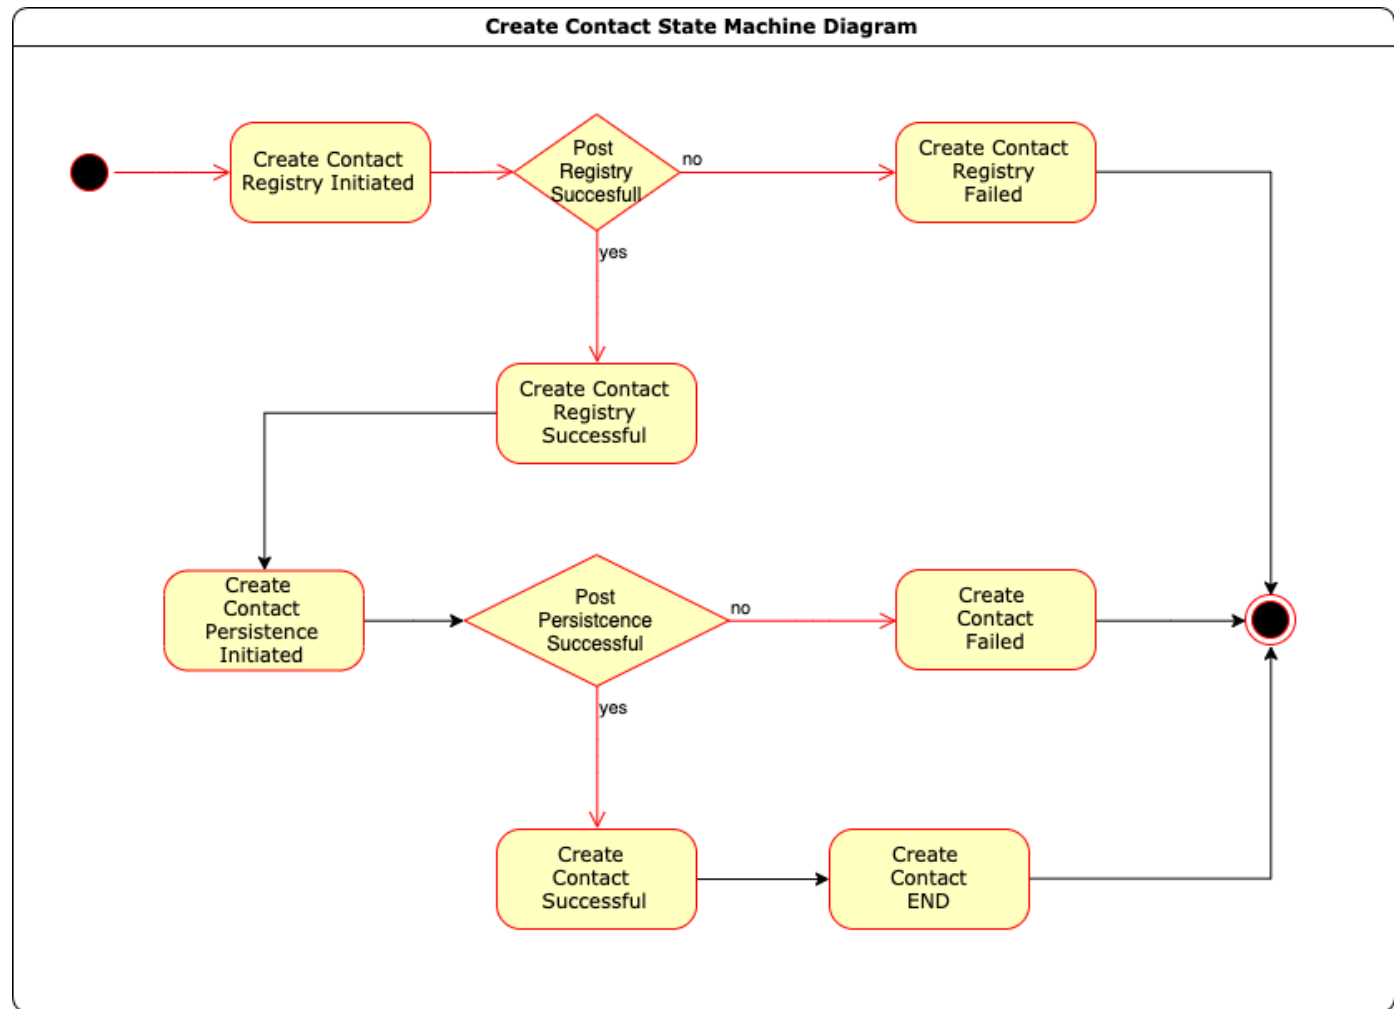 Create Contact State Machine Diagram
Create Contact
Registry Initiated
Post
Registry
Succesfull
no
Create Contact
Registry
Failed
yes
Create Contact
Registry
Successful
Create
Contact
Persistence
Initiated
Post
Persistcence
Successful
no
Create
Contact
Failed
yes
Create
Contact
Successful
Create
Contact
END